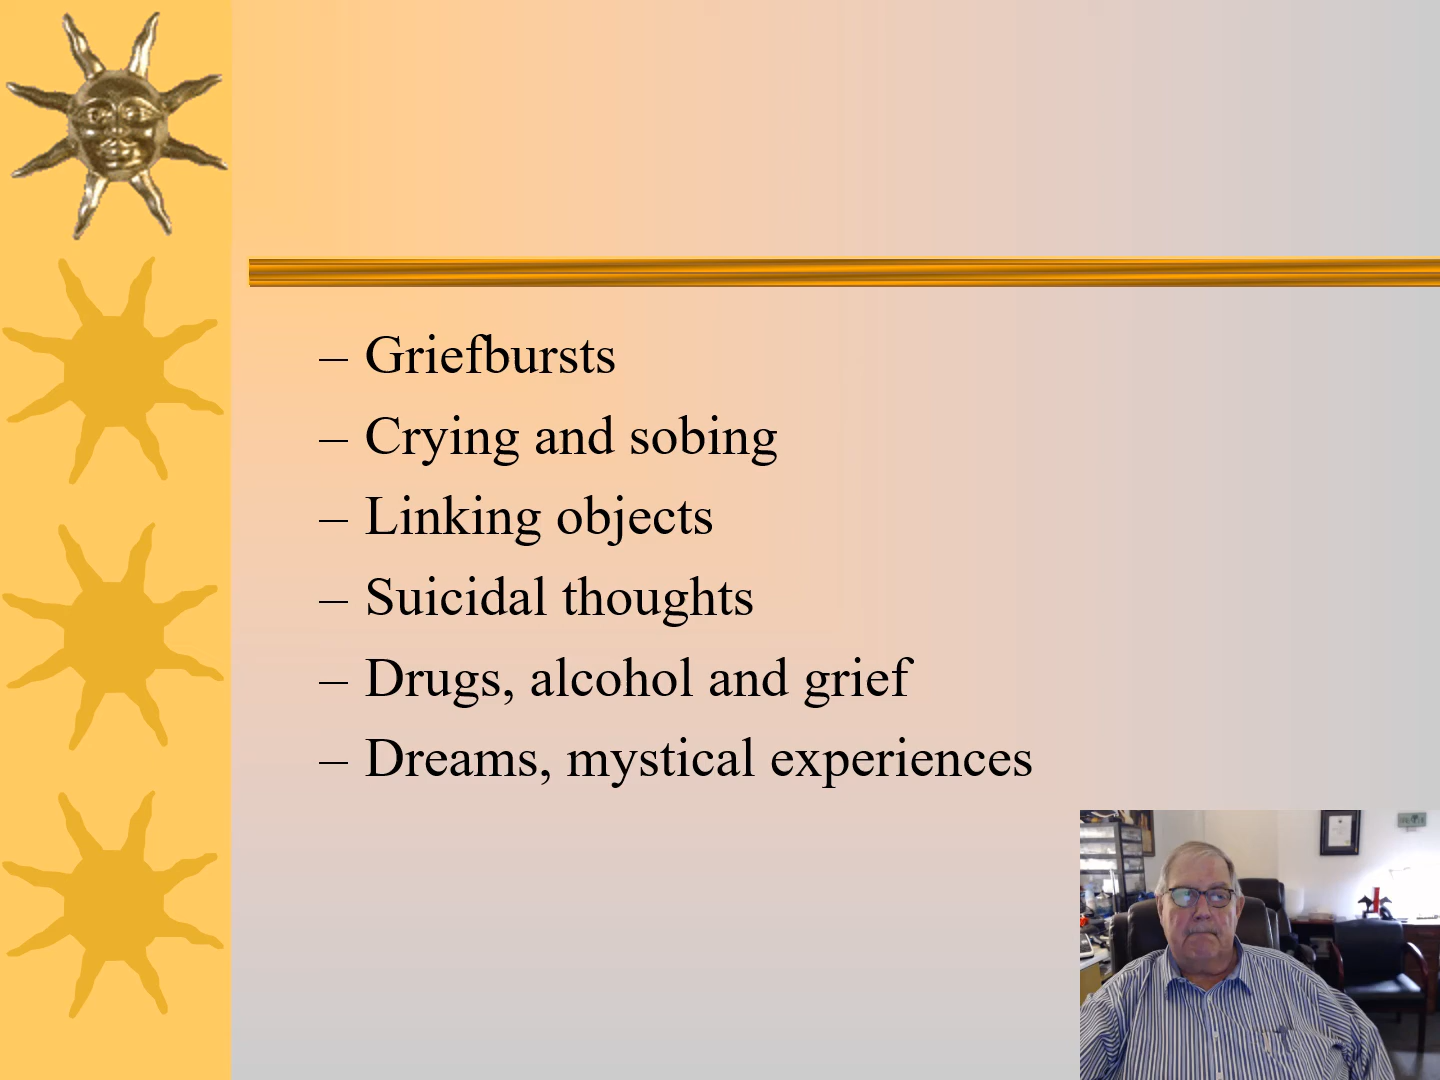 – Griefbursts
– Crying and sobing
– Linking objects
– Suicidal thoughts
– Drugs, alcohol and grief
– Dreams, mystical experiences